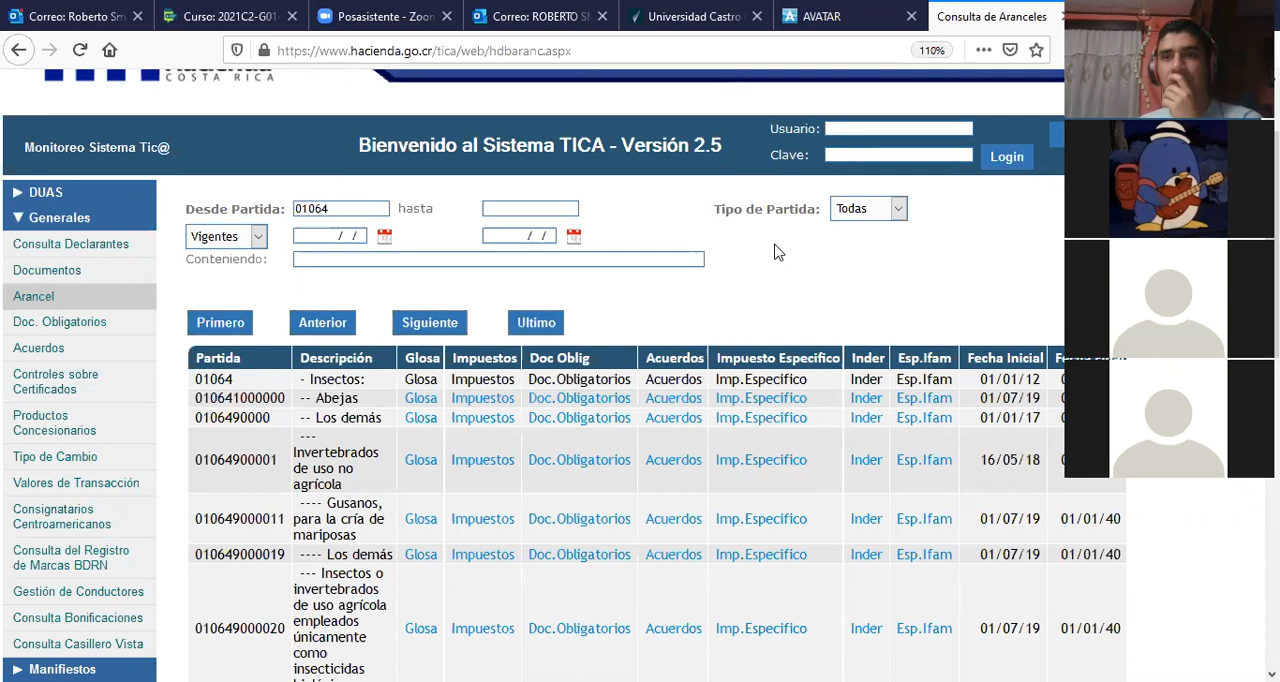 Correo: Roberto Sm
Curso: 2021C2-G01-
Posasistente - Zoom
Correo: ROBERTO SM
Universidad Castro
AVATAR
Consulta de Aranceles
https://www.hacienda.go.cr/tica/web/hdbaranc.aspx
110%
COSTA RICA
Monitoreo Sistema Tic@
Bienvenido al Sistema TICA - Versión 2.5
Usuario:
Clave:
Login
DUAS
Generales
Consulta Declarantes
Documentos
Arancel
Doc. Obligatorios
Acuerdos
Controles sobre
Certificados
Productos
Concesionarios
Tipo de Cambio
Valores de Transacción
Consignatarios
Centroamericanos
Consulta del Registro
de Marcas BDRN
Gestión de Conductores
Consulta Bonificaciones
Consulta Casillero Vista
Manifiestos
Desde Partida: 01064 hasta
Tipo de Partida: Todas
Vigentes / / / /
Conteniendo:
Primero Anterior Siguiente Ultimo
Partida Descripción Glosa Impuestos Doc Oblig Acuerdos Impuesto Especifico Inder Esp.Ifam Fecha Inicial
01064 - Insectos: Glosa Impuestos Doc.Obligatorios Acuerdos Imp.Especifico Inder Esp.Ifam 01/01/12
010641000000 -- Abejas Glosa Impuestos Doc.Obligatorios Acuerdos Imp.Especifico Inder Esp.Ifam 01/07/19
0106490000 -- Los demás Glosa Impuestos Doc.Obligatorios Acuerdos Imp.Especifico Inder Esp.Ifam 01/01/17
---
Invertebrados
01064900001 de uso no Glosa Impuestos Doc.Obligatorios Acuerdos Imp.Especifico Inder Esp.Ifam 16/05/18
agrícola
---- Gusanos,
010649000011 para la cría de Glosa Impuestos Doc.Obligatorios Acuerdos Imp.Especifico Inder Esp.Ifam 01/07/19 01/01/40
mariposas
010649000019 ---- Los demás Glosa Impuestos Doc.Obligatorios Acuerdos Imp.Especifico Inder Esp.Ifam 01/07/19 01/01/40
--- Insectos o
invertebrados
de uso agrícola
010649000020 empleados Glosa Impuestos Doc.Obligatorios Acuerdos Imp.Especifico Inder Esp.Ifam 01/07/19 01/01/40
únicamente
como
insecticidas